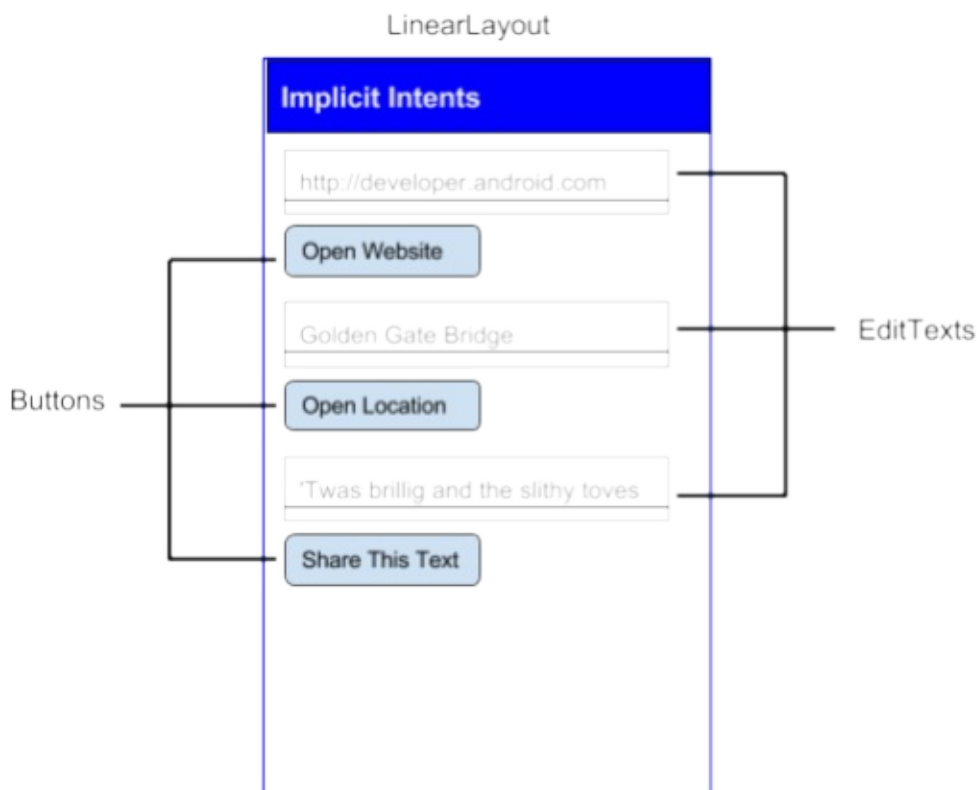 LinearLayout
Implicit Intents
http://developer.android.com
Open Website
Golden Gate Bridge
EditTexts
Open Location
Buttons
'Twas brillig and the slithy toves
Share This Text